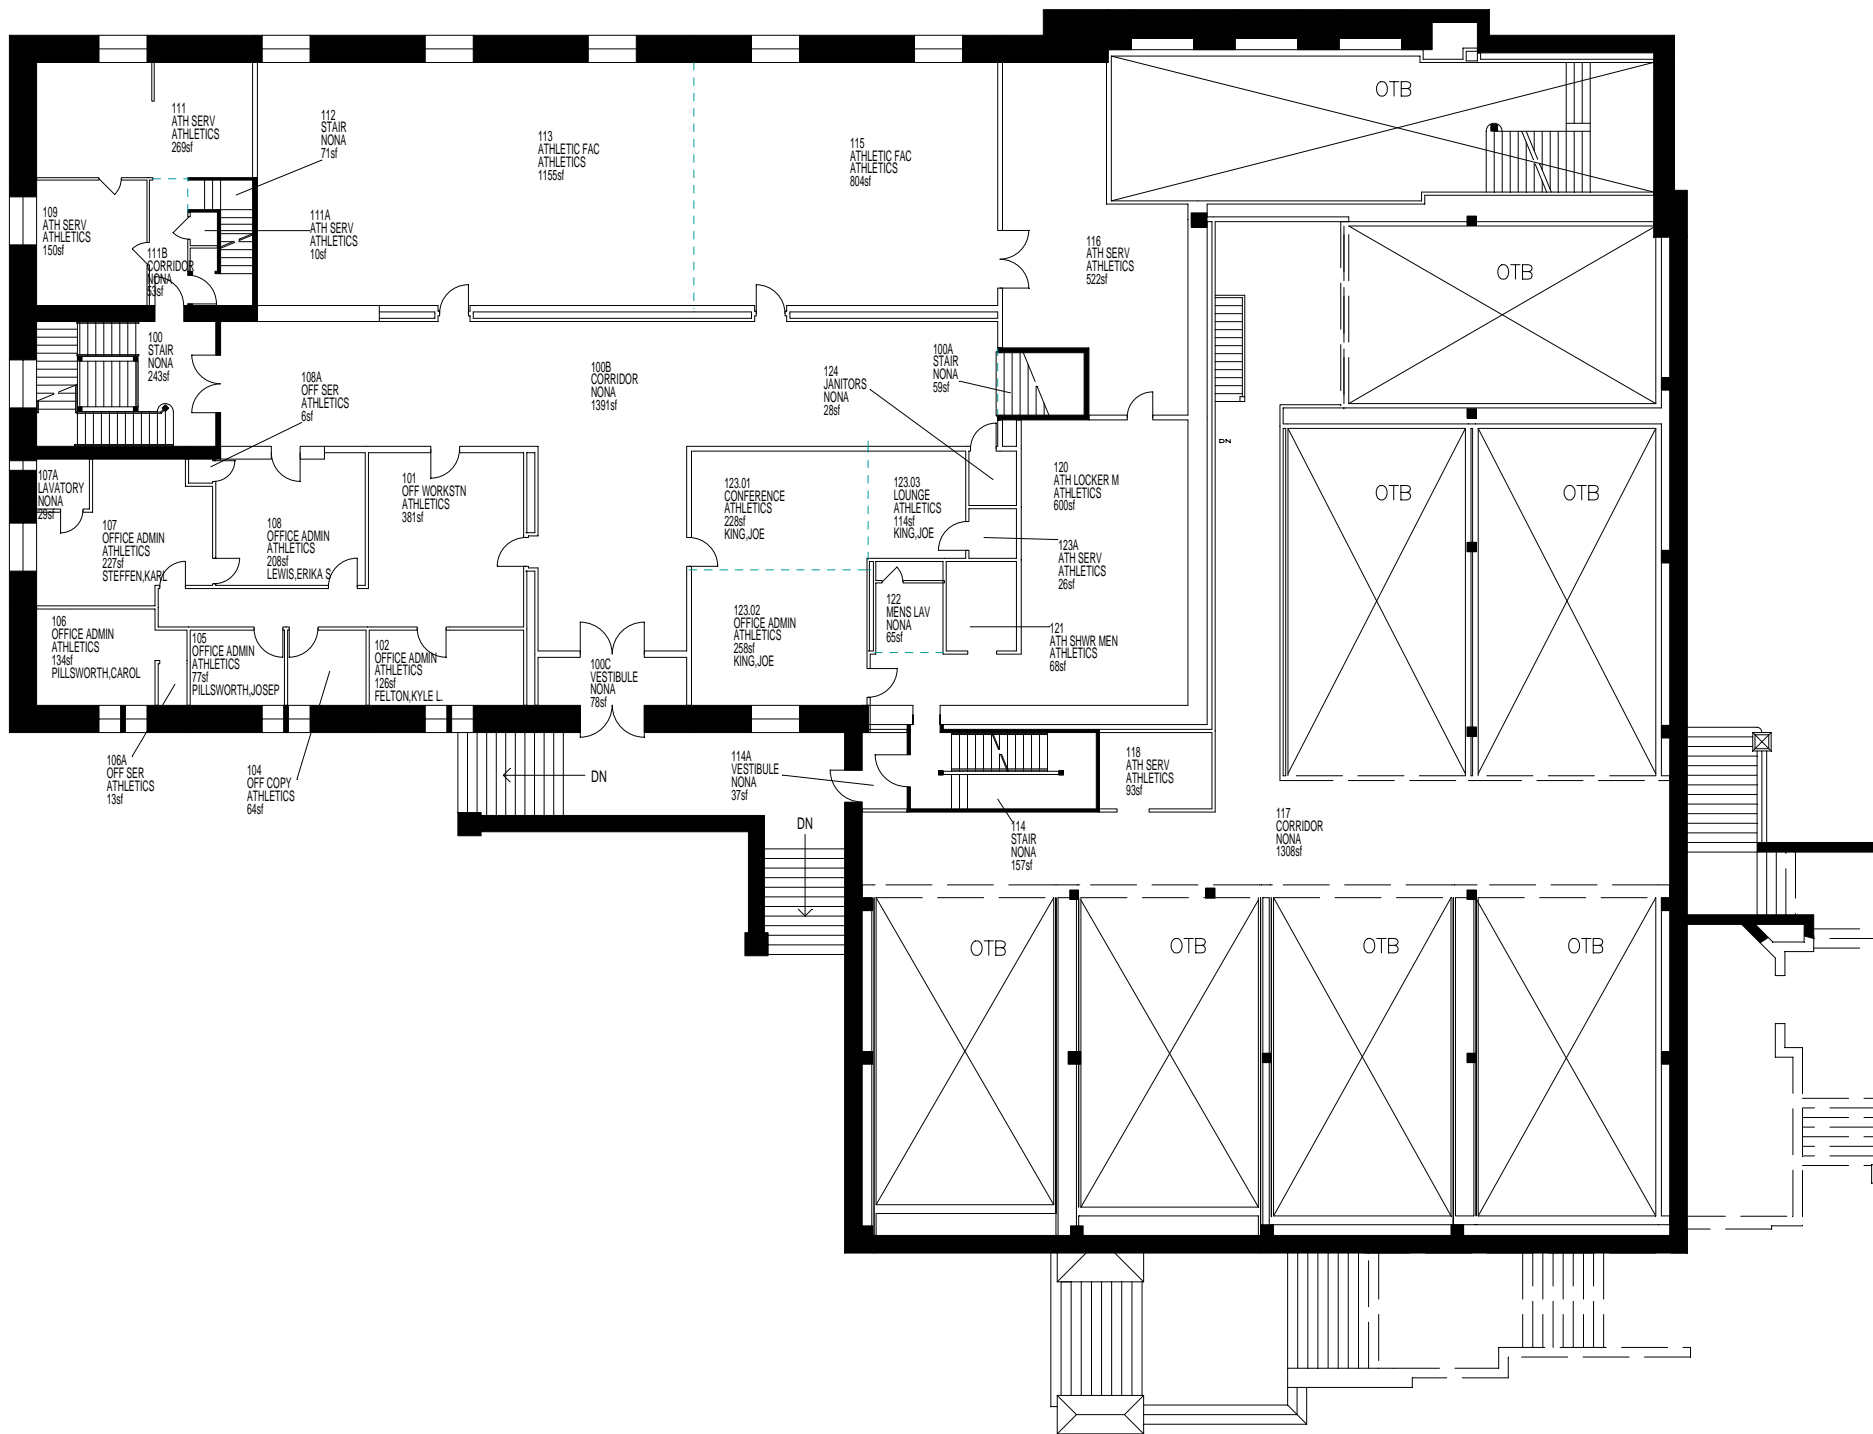 OTB
111
ATH SERV
ATHLETICS
269sf
112
STAIR
NONA
71sf
113
ATHLETIC FAC
ATHLETICS
1155sf
115
ATHLETIC FAC
ATHLETICS
804sf
109
ATH SERV
ATHLETICS
150sf
111A
ATH SERV
ATHLETICS
10sf
111B
CORRIDOR
NONA
53sf
116
ATH SERV
ATHLETICS
522sf
OTB
100
STAIR
NONA
243sf
108A
OFF SER
ATHLETICS
6sf
100B
CORRIDOR
NONA
1391sf
124
JANITORS
NONA
28sf
100A
STAIR
NONA
59sf
DN
107A
LAVATORY
NONA
29sf
107
OFFICE ADMIN
ATHLETICS
227sf
STEFFEN,KARL
108
OFFICE ADMIN
ATHLETICS
208sf
LEWIS,ERIKA S
101
OFF WORKSTN
ATHLETICS
381sf
123.01
CONFERENCE
ATHLETICS
228sf
KING,JOE
123.03
LOUNGE
ATHLETICS
114sf
KING,JOE
120
ATH LOCKER M
ATHLETICS
600sf
OTB
OTB
123A
ATH SERV
ATHLETICS
26sf
106
OFFICE ADMIN
ATHLETICS
134sf
PILLSWORTH,CAROL
105
OFFICE ADMIN
ATHLETICS
77sf
PILLSWORTH,JOSEP
102
OFFICE ADMIN
ATHLETICS
126sf
FELTON,KYLE L.
100C
VESTIBULE
NONA
78sf
123.02
OFFICE ADMIN
ATHLETICS
258sf
KING,JOE
122
MENS LAV
NONA
65sf
121
ATH SHWR MEN
ATHLETICS
68sf
106A
OFF SER
ATHLETICS
13sf
104
OFF COPY
ATHLETICS
64sf
DN
114A
VESTIBULE
NONA
37sf
118
ATH SERV
ATHLETICS
93sf
DN
114
STAIR
NONA
157sf
117
CORRIDOR
NONA
1308sf
OTB
OTB
OTB
OTB